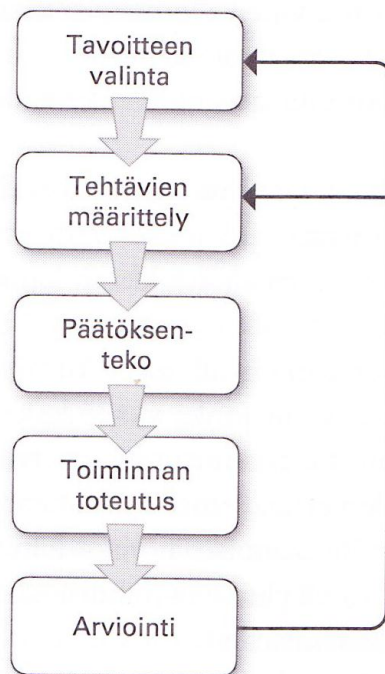 Tavoitteen
valinta
Tehtävien
määrittely
Päätöksen-
teko
Toiminnan
toteutus
Arviointi